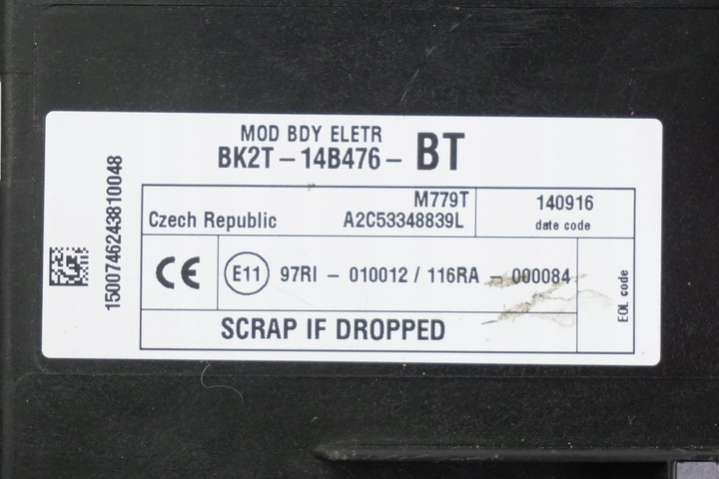 MOD BDY ELETR
BK2T-14B476- BT
1500746243810048
M779T
Czech Republic A2C53348839L
140916
date code
CE E11 97RI - 010012 / 116RA - 000084
EOL code
SCRAP IF DROPPED